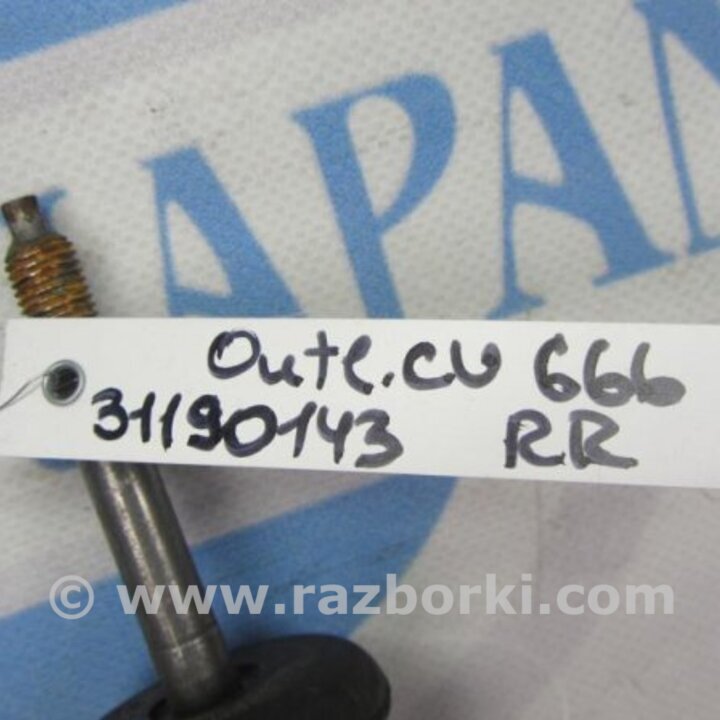 JAPAN
Outl.CU 666
31190143 RR
© www.razborki.com